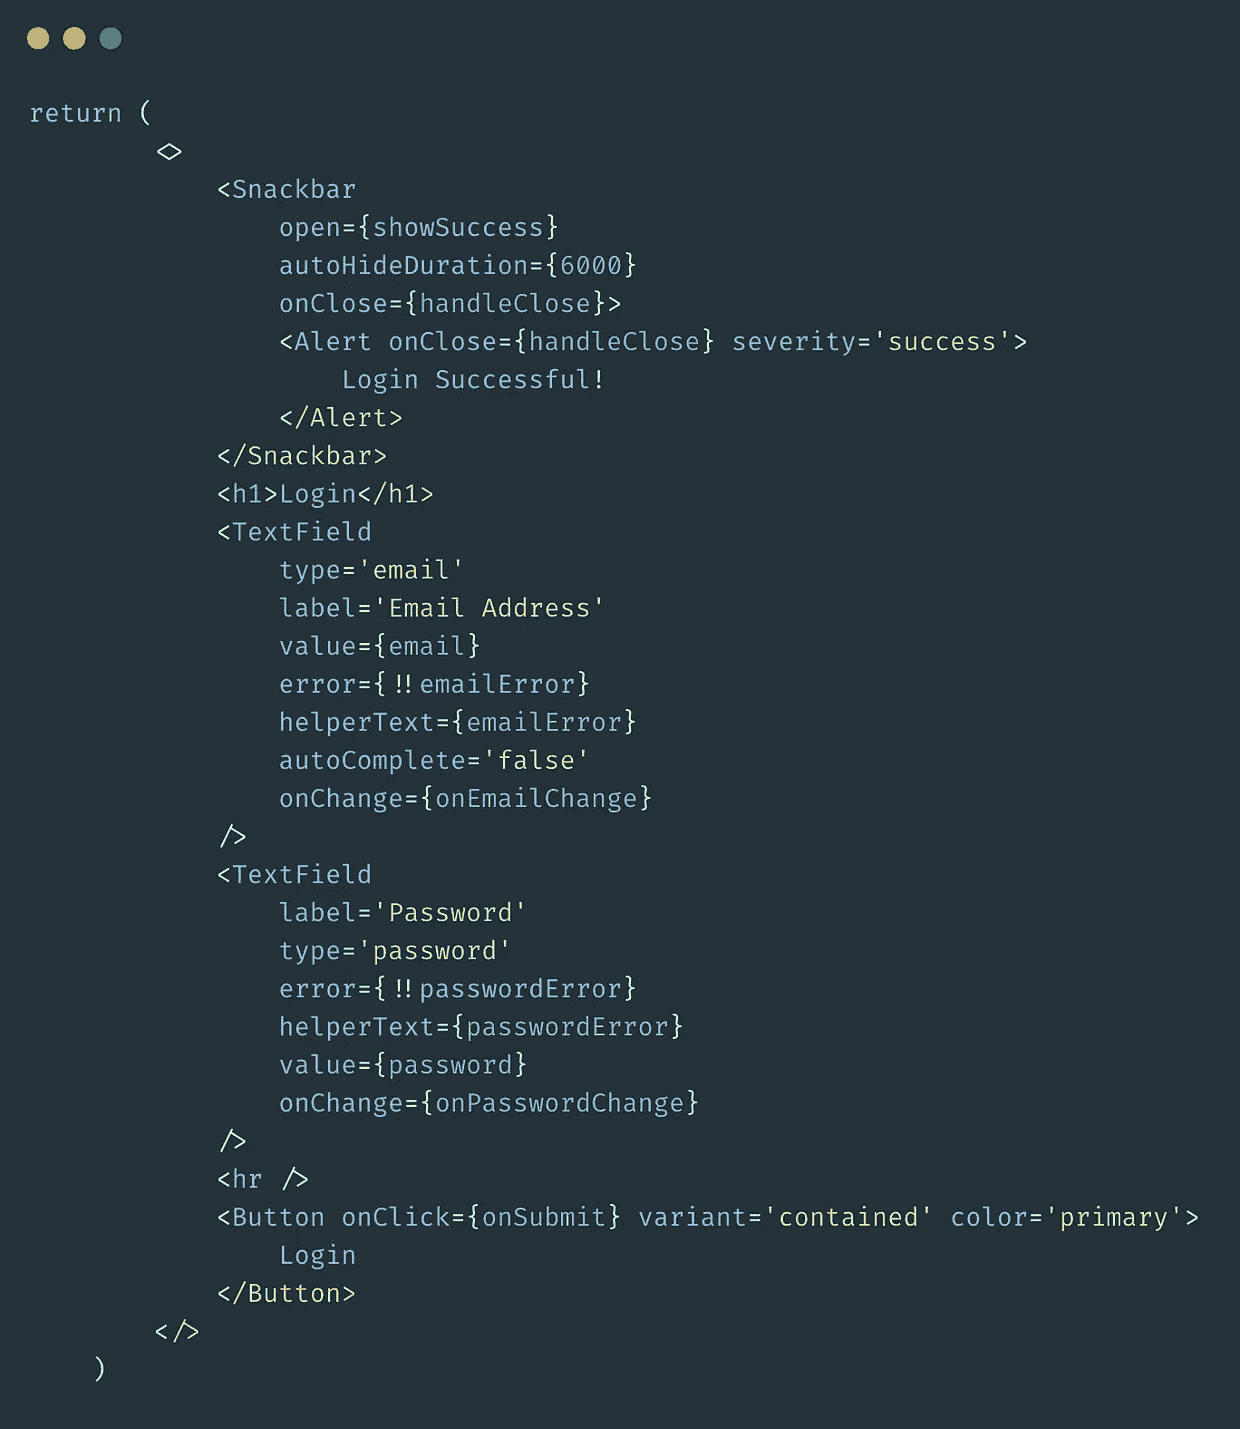 return (
        <>
            <Snackbar
                open={showSuccess}
                autoHideDuration={6000}
                onClose={handleClose}>
                <Alert onClose={handleClose} severity='success'>
                    Login Successful!
                </Alert>
            </Snackbar>
            <h1>Login</h1>
            <TextField
                type='email'
                label='Email Address'
                value={email}
                error={!!emailError}
                helperText={emailError}
                autoComplete='false'
                onChange={onEmailChange}
            />
            <TextField
                label='Password'
                type='password'
                error={!!passwordError}
                helperText={passwordError}
                value={password}
                onChange={onPasswordChange}
            />
            <hr />
            <Button onClick={onSubmit} variant='contained' color='primary'>
                Login
            </Button>
        </>
    )